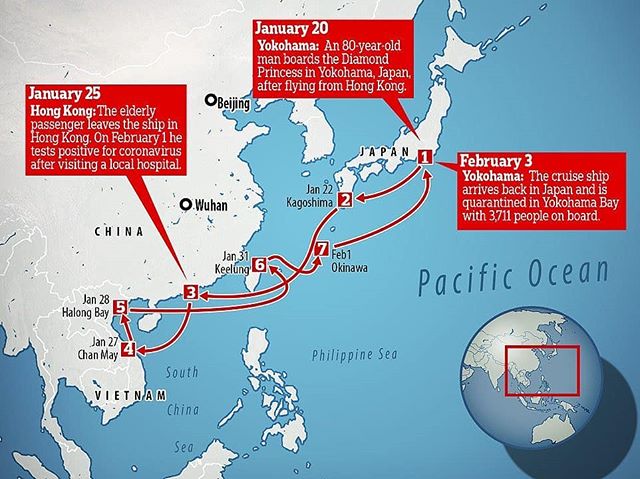 January 20
Yokohama: An 80-year-old
man boards the Diamond
Princess in Yokohama, Japan,
after flying from Hong Kong.
January 25
Hong Kong: The elderly
passenger leaves the ship in
Hong Kong. On February 1 he
tests positive for coronavirus
after visiting a local hospital.
Beijing
JAPAN
1
February 3
Yokohama: The cruise ship
arrives back in Japan and is
quarantined in Yokohama Bay
with 3,711 people on board.
Jan 22
Kagoshima
2
Wuhan
CHINA
Jan 31
Keelung
6
7
Feb1
Okinawa
Pacific Ocean
3
Jan 28
Halong Bay
5
Jan 27
Chan May
4
Philippine Sea
South
China
Sea
VIETNAM